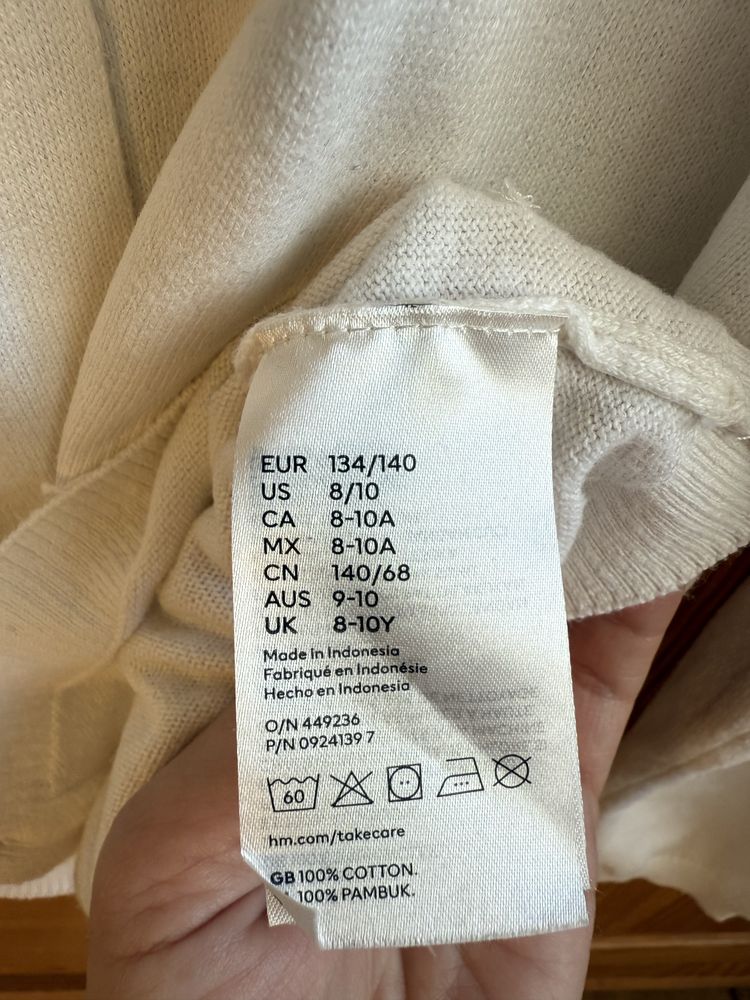 EUR 134/140
US 8/10
CA 8-10A
MX 8-10A
CN 140/68
AUS 9-10
UK 8-10Y
Made in Indonesia
Fabriqué en Indonésie
Hecho en Indonesia
O/N 449236
P/N 0924139 7
60
hm.com/takecare
GB 100% COTTON.
100% PAMBUK.